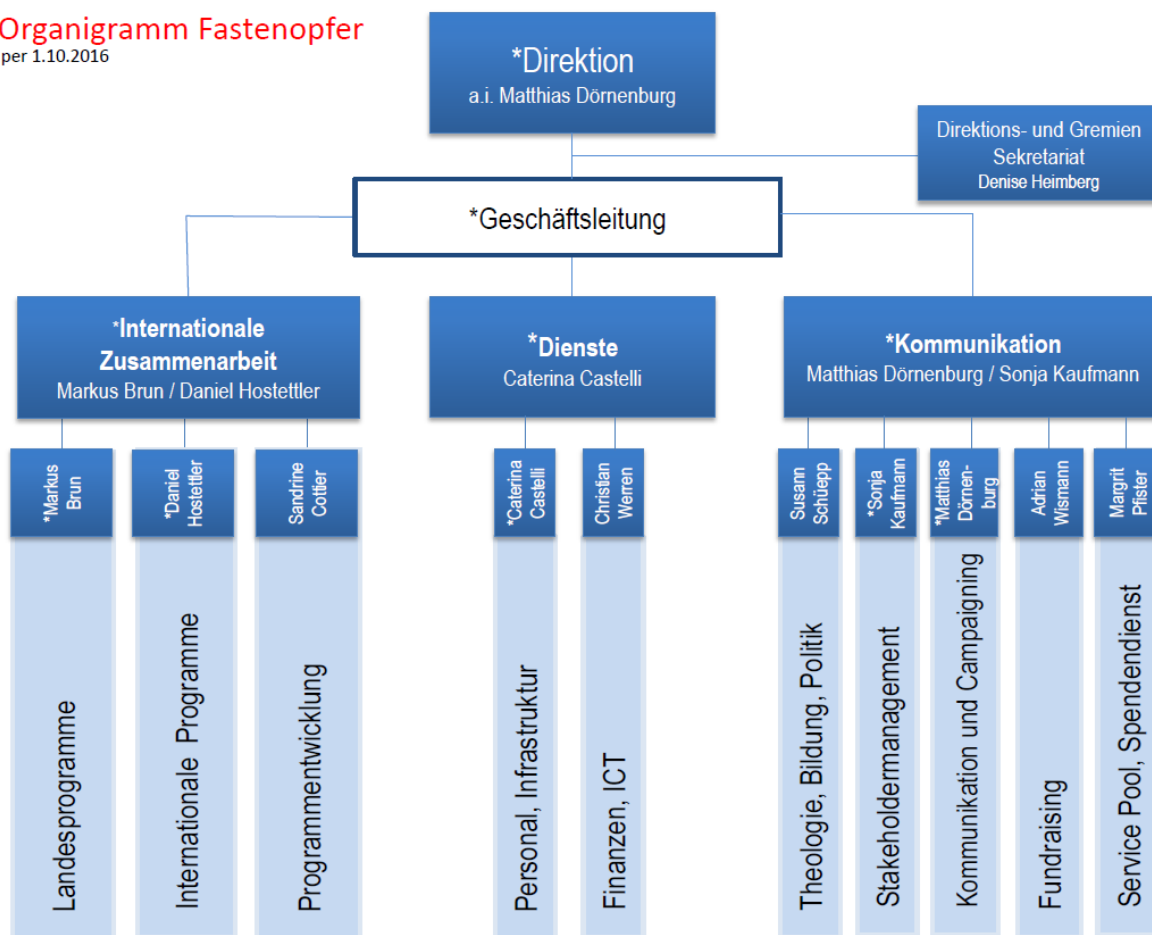 Organigramm Fastenopfer
per 1.10.2016
*Direktion
a.i. Matthias Dörnenburg
Direktions- und Gremien
Sekretariat
Denise Heimberg
*Geschäftsleitung
*Internationale
Zusammenarbeit
Markus Brun / Daniel Hostettler
*Dienste
Caterina Castelli
*Kommunikation
Matthias Dörnenburg / Sonja Kaufmann
*Markus
Brun
*Daniel
Hostettler
Sandrine
Cottier
*Caterina
Castelli
Christian
Werren
Susann
Schüepp
*Sonja
Kaufmann
*Matthias
Dörnen-
burg
Adrian
Wismann
Margrit
Pfister
Landesprogramme
Internationale Programme
Programmentwicklung
Personal, Infrastruktur
Finanzen, ICT
Theologie, Bildung, Politik
Stakeholdermanagement
Kommunikation und Campaigning
Fundraising
Service Pool, Spendendienst